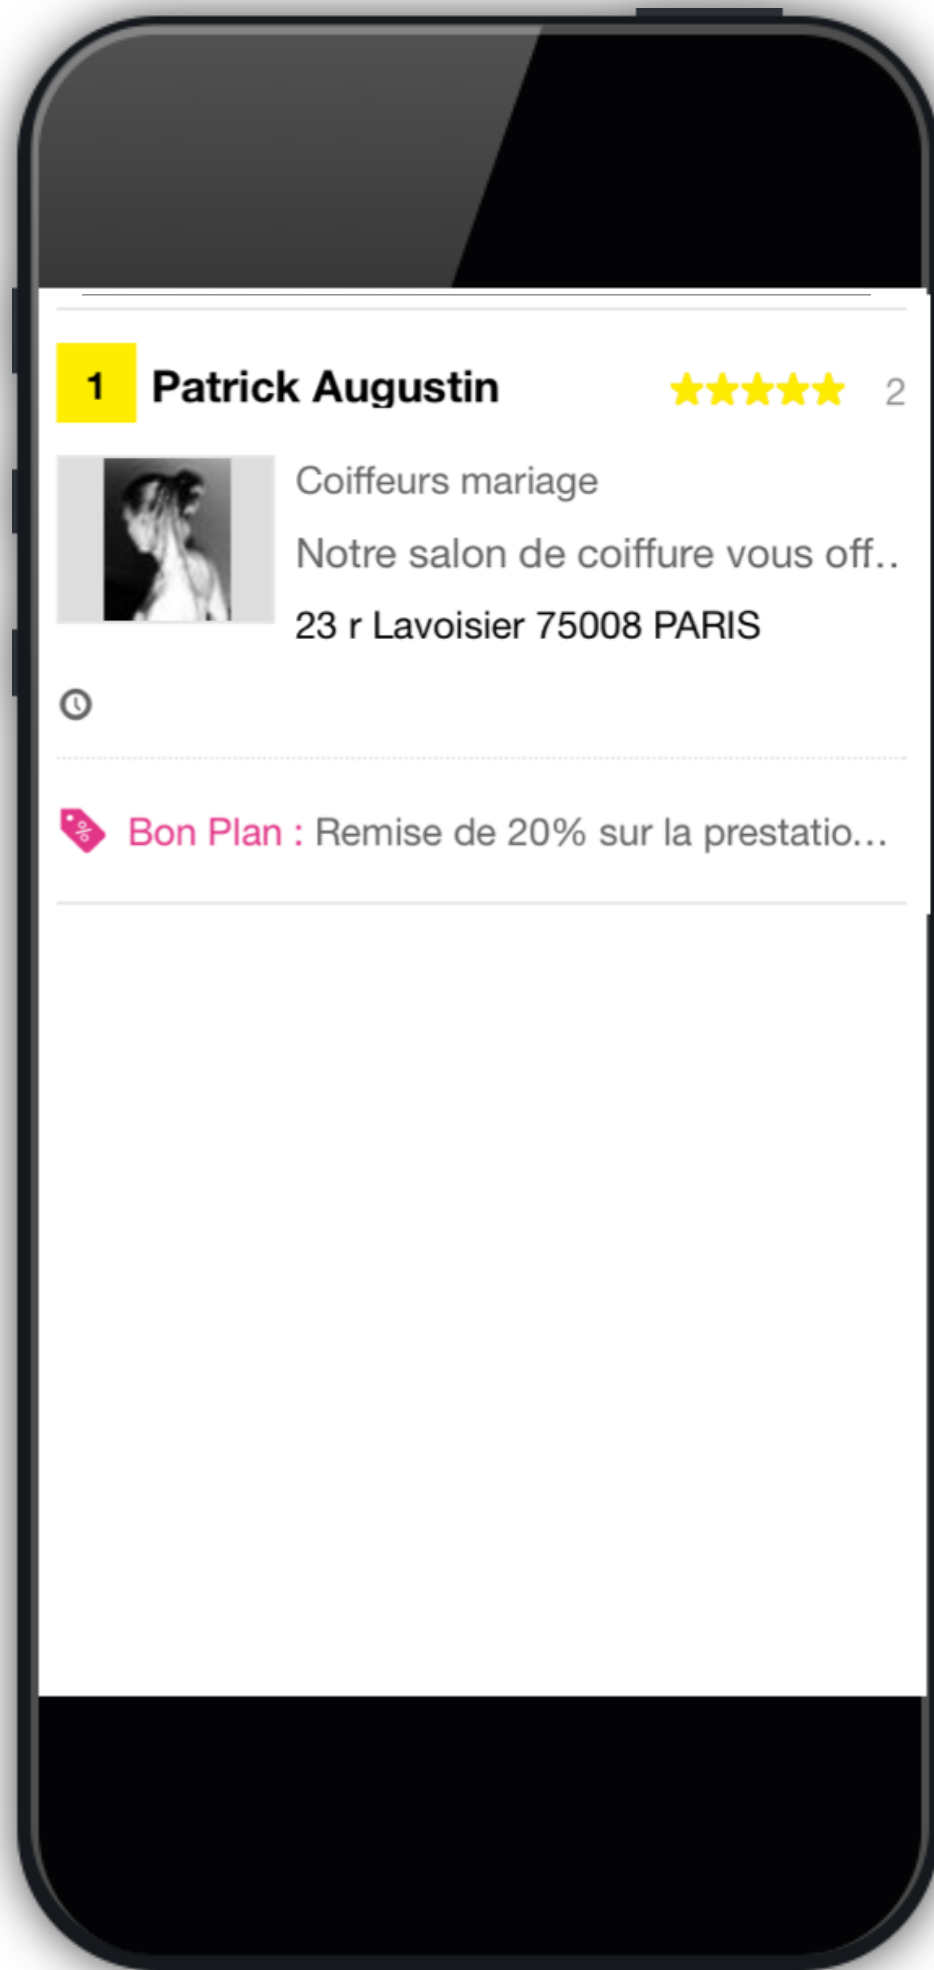 1 Patrick Augustin 2
Coiffeurs mariage
Notre salon de coiffure vous off..
23 r Lavoisier 75008 PARIS
% Bon Plan : Remise de 20% sur la prestatio...